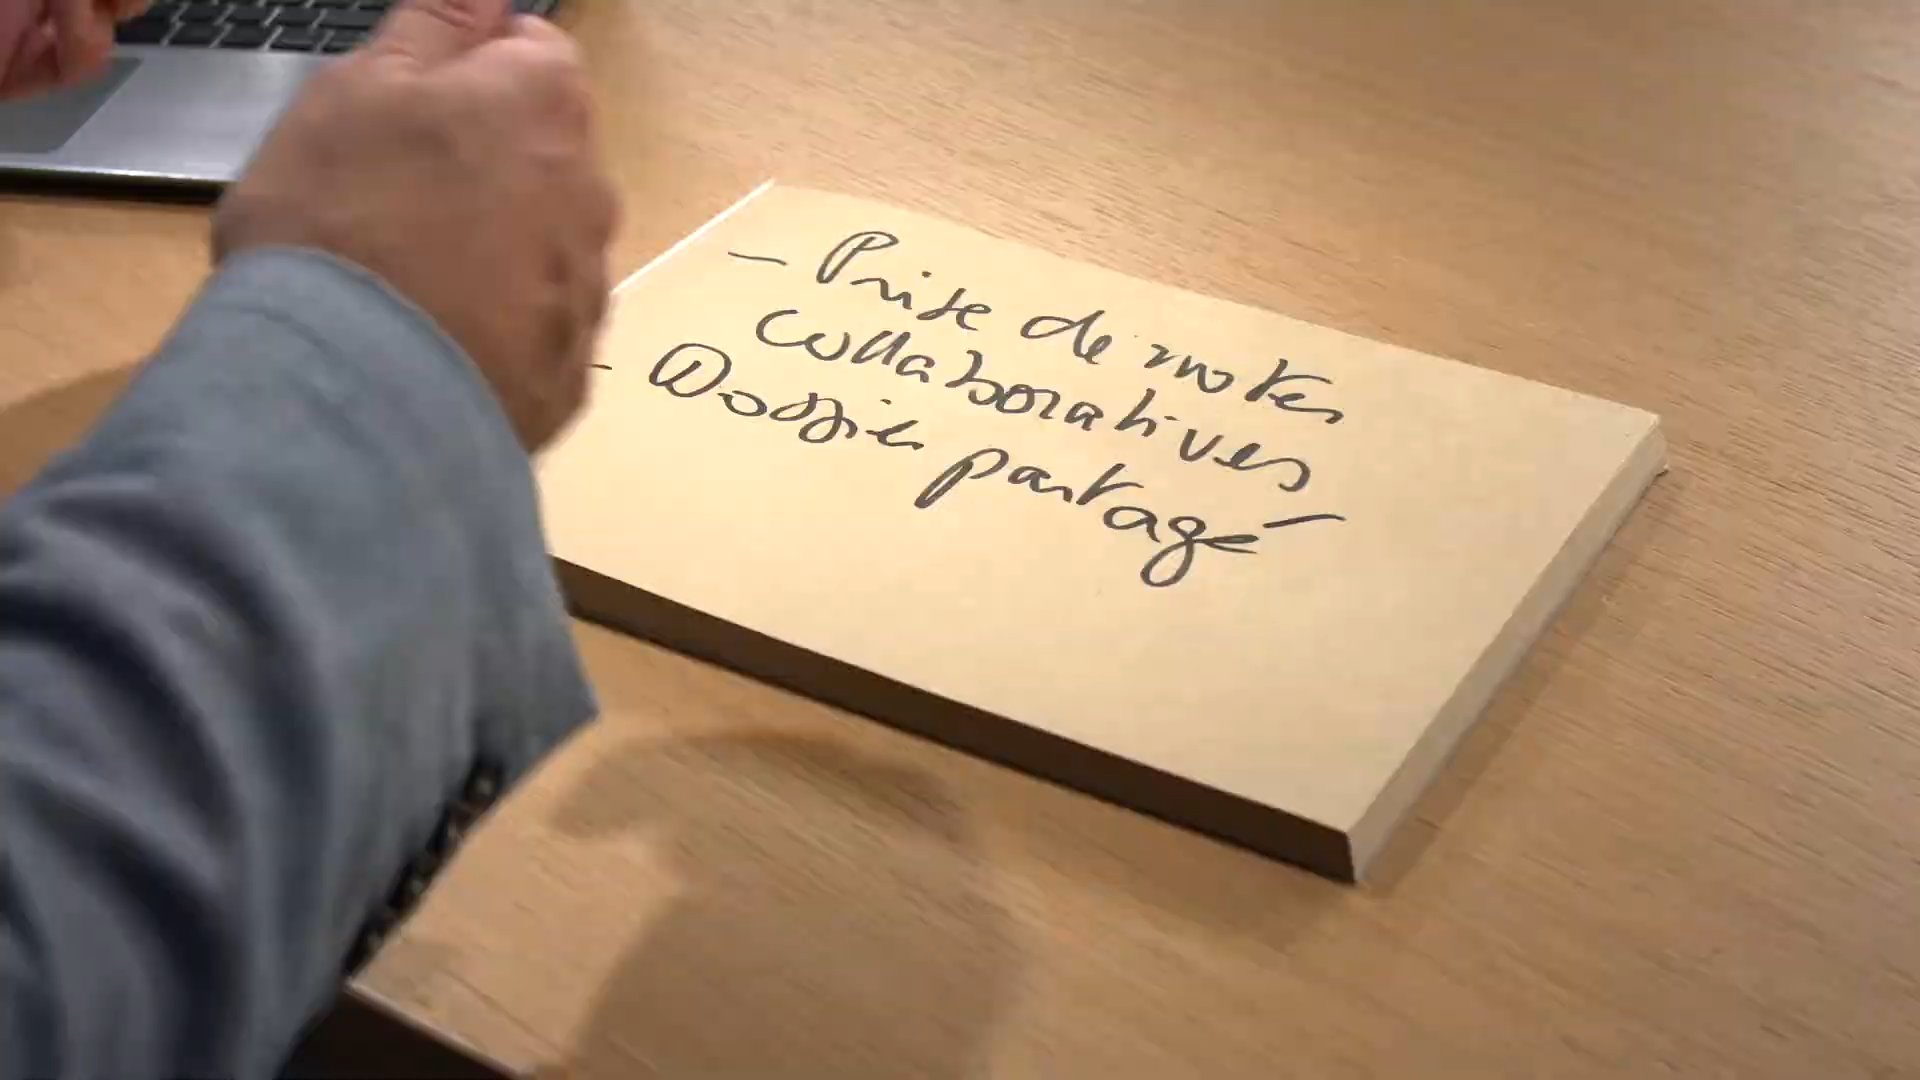 - Prise de notes
collaboratives
- Dossier partagé